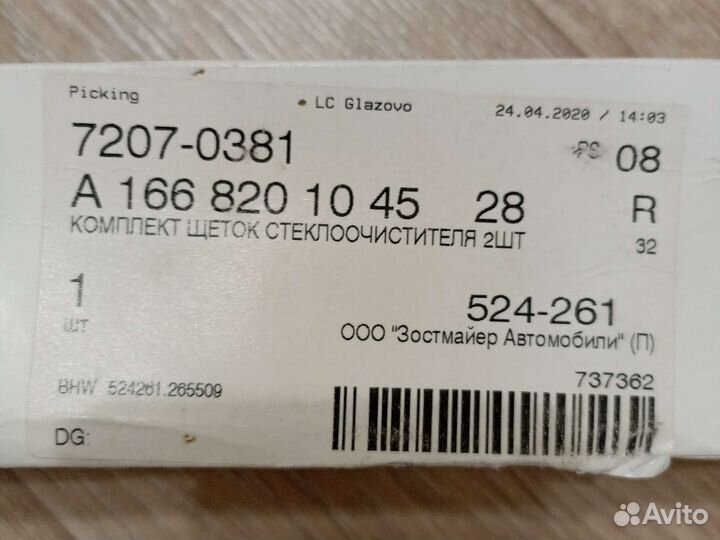 Picking LC Glazovo 24.04.2020 / 14:03
7207-0381 PS 08
A 166 820 10 45 28 R
КОМПЛЕКТ ЩЕТОК СТЕКЛООЧИСТИТЕЛЯ 2ШТ 32
1 524-261
ШТ ООО "Зостмайер Автомобили" (П)
737362
BHW 524261.265509
DG:
Avito